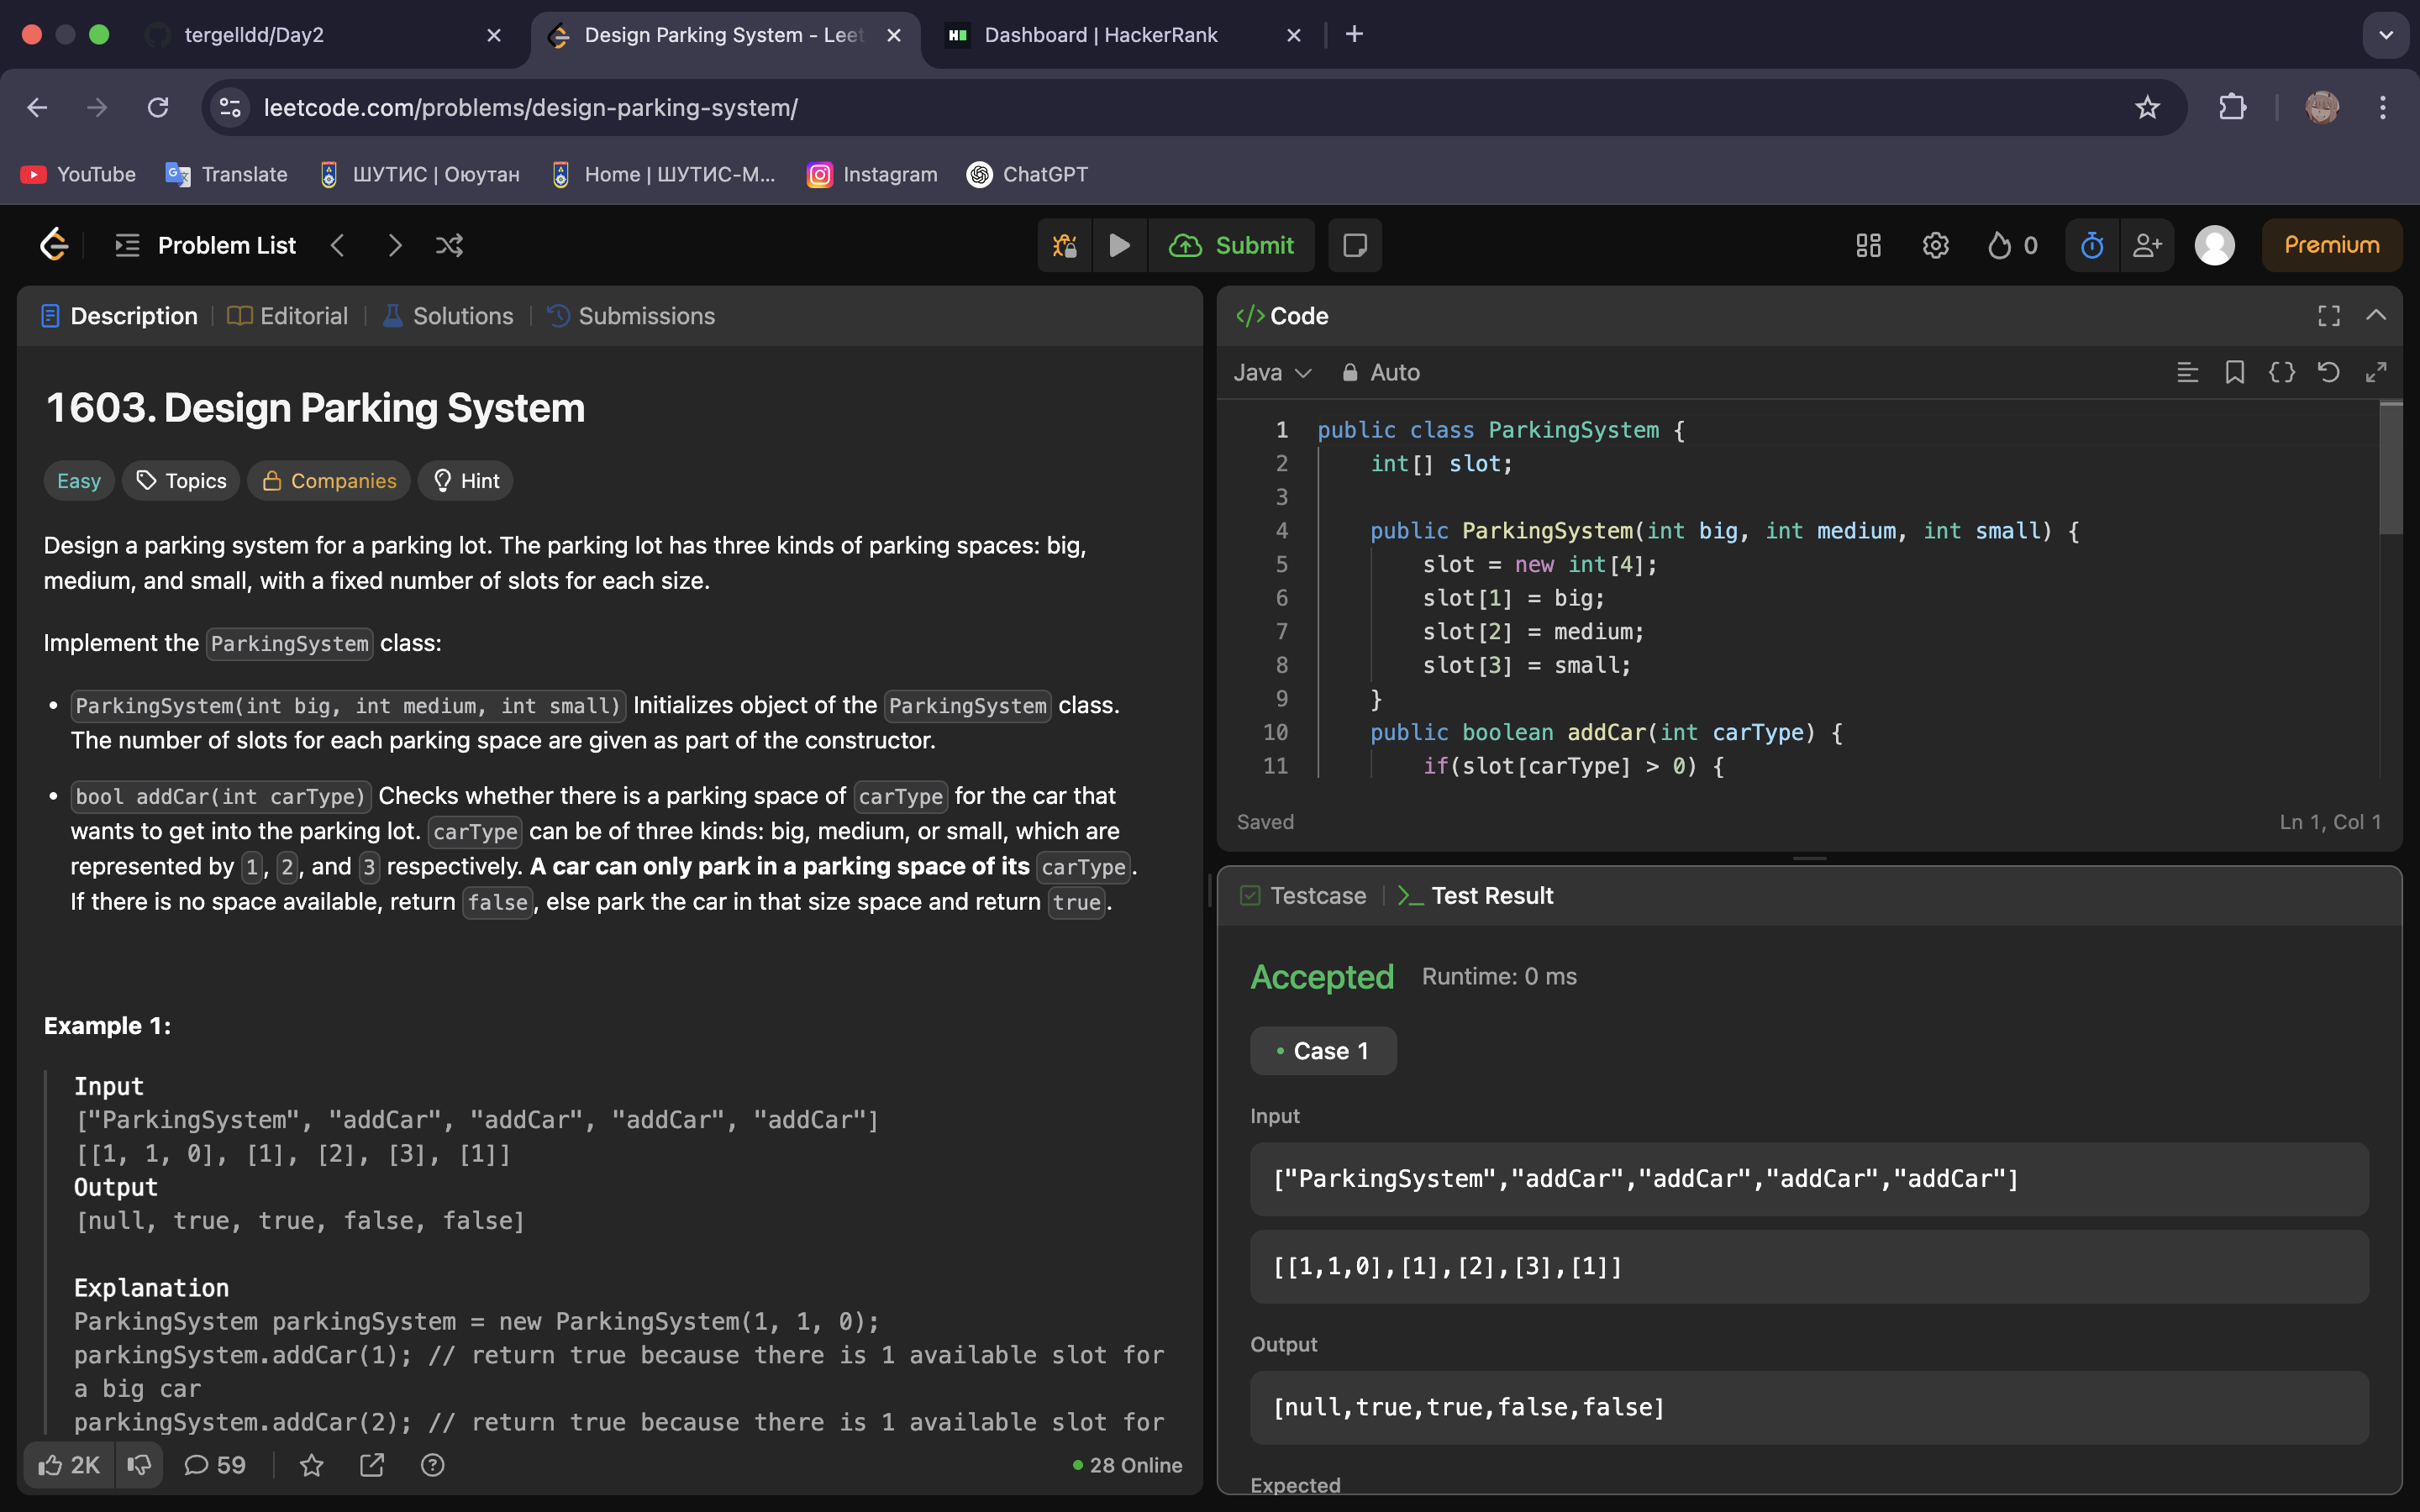 tergelldd/Day2
Design Parking System - Leet
Dashboard | HackerRank
leetcode.com/problems/design-parking-system/
YouTube
Translate
ШУТИС | Оюутан
Home | ШУТИС-М...
Instagram
ChatGPT
Problem List
Submit
0
Premium
Description
Editorial
Solutions
Submissions
1603. Design Parking System
Easy
Topics
Companies
Hint
Design a parking system for a parking lot. The parking lot has three kinds of parking spaces: big,
medium, and small, with a fixed number of slots for each size.
Implement the ParkingSystem class:
• ParkingSystem(int big, int medium, int small) Initializes object of the ParkingSystem class.
The number of slots for each parking space are given as part of the constructor.
• bool addCar(int carType) Checks whether there is a parking space of carType for the car that
wants to get into the parking lot. carType can be of three kinds: big, medium, or small, which are
represented by 1, 2, and 3 respectively. A car can only park in a parking space of its carType.
If there is no space available, return false, else park the car in that size space and return true.
Example 1:
Input
["ParkingSystem", "addCar", "addCar", "addCar", "addCar"]
[[1, 1, 0], [1], [2], [3], [1]]
Output
[null, true, true, false, false]
Explanation
ParkingSystem parkingSystem = new ParkingSystem(1, 1, 0);
parkingSystem.addCar(1); // return true because there is 1 available slot for
a big car
parkingSystem.addCar(2); // return true because there is 1 available slot for
2K
59
28 Online
</> Code
Java
Auto
1 public class ParkingSystem {
2 int[] slot;
3
4 public ParkingSystem(int big, int medium, int small) {
5 slot = new int[4];
6 slot[1] = big;
7 slot[2] = medium;
8 slot[3] = small;
9 }
10 public boolean addCar(int carType) {
11 if(slot[carType] > 0) {
Saved
Ln 1, Col 1
Testcase
Test Result
Accepted
Runtime: 0 ms
• Case 1
Input
["ParkingSystem","addCar","addCar","addCar","addCar"]
[[1,1,0],[1],[2],[3],[1]]
Output
[null,true,true,false,false]
Expected